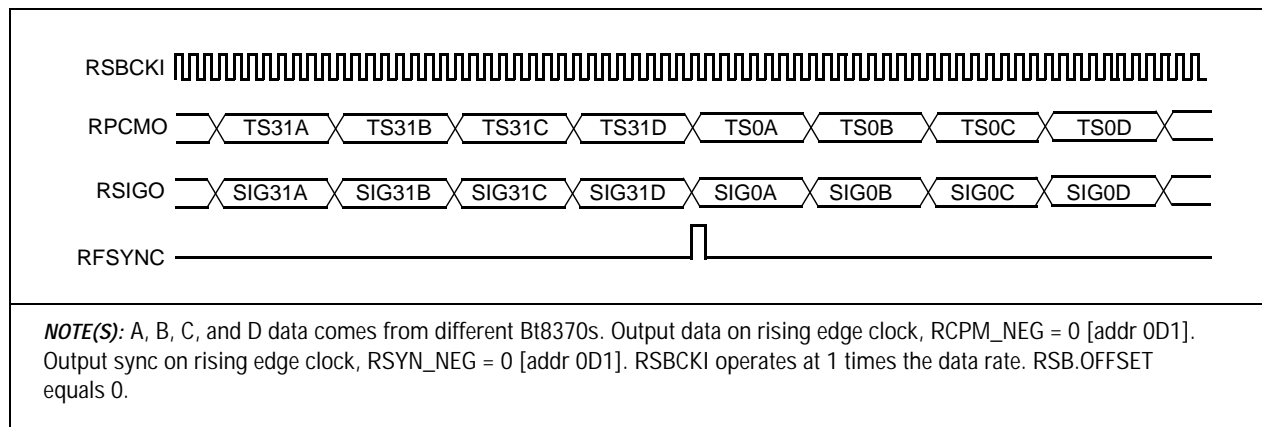 RSBCKI
RPCMO TS31A TS31B TS31C TS31D TS0A TS0B TS0C TS0D
RSIGO SIG31A SIG31B SIG31C SIG31D SIG0A SIG0B SIG0C SIG0D
RFSYNC
NOTE(S): A, B, C, and D data comes from different Bt8370s. Output data on rising edge clock, RCPM_NEG = 0 [addr 0D1].
Output sync on rising edge clock, RSYN_NEG = 0 [addr 0D1]. RSBCKI operates at 1 times the data rate. RSB.OFFSET
equals 0.